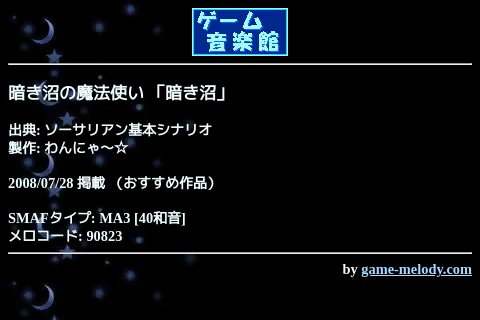 ゲーム
音楽館
暗き沼の魔法使い 「暗き沼」
出典: ソーサリアン基本シナリオ
製作: わんにゃ〜☆
2008/07/28 掲載 （おすすめ作品）
SMAFタイプ: MA3 [40和音]
メロコード: 90823
by game-melody.com